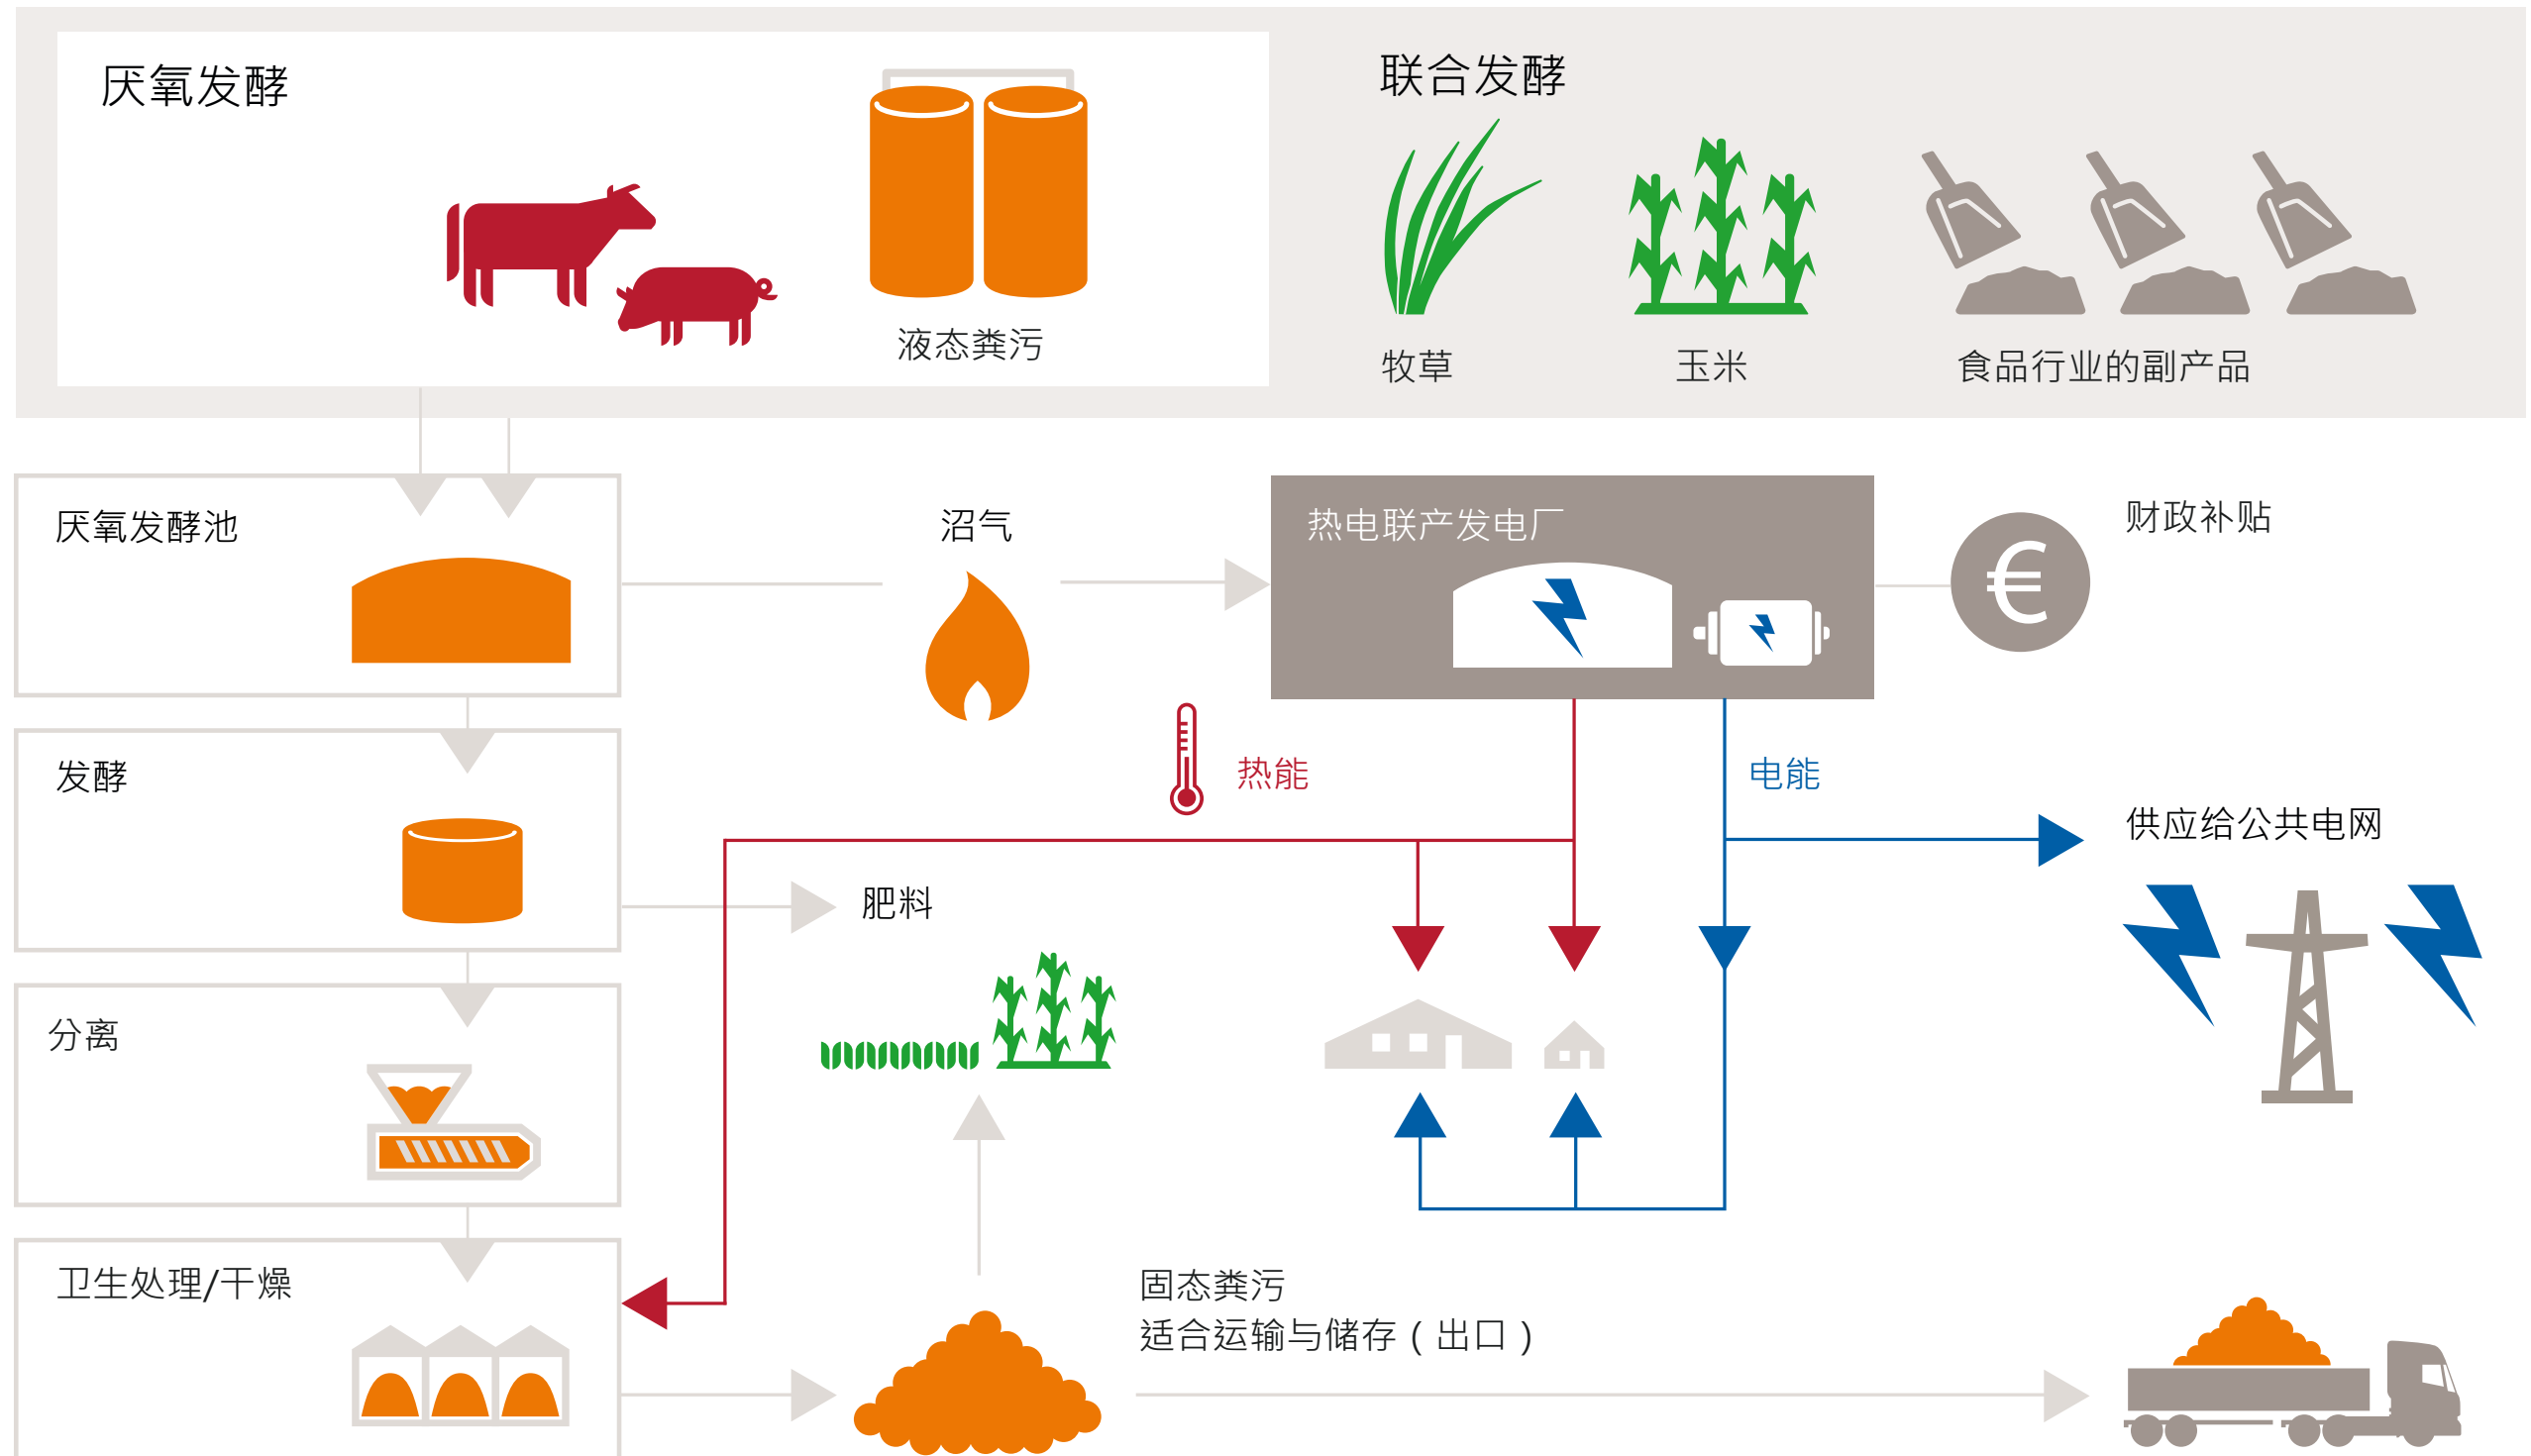 厌氧发酵
液态粪污
联合发酵
牧草
玉米
食品行业的副产品
厌氧发酵池
沼气
热电联产发电厂
€
财政补贴
发酵
热能
电能
供应给公共电网
肥料
分离
卫生处理/干燥
固态粪污
适合运输与储存（出口）